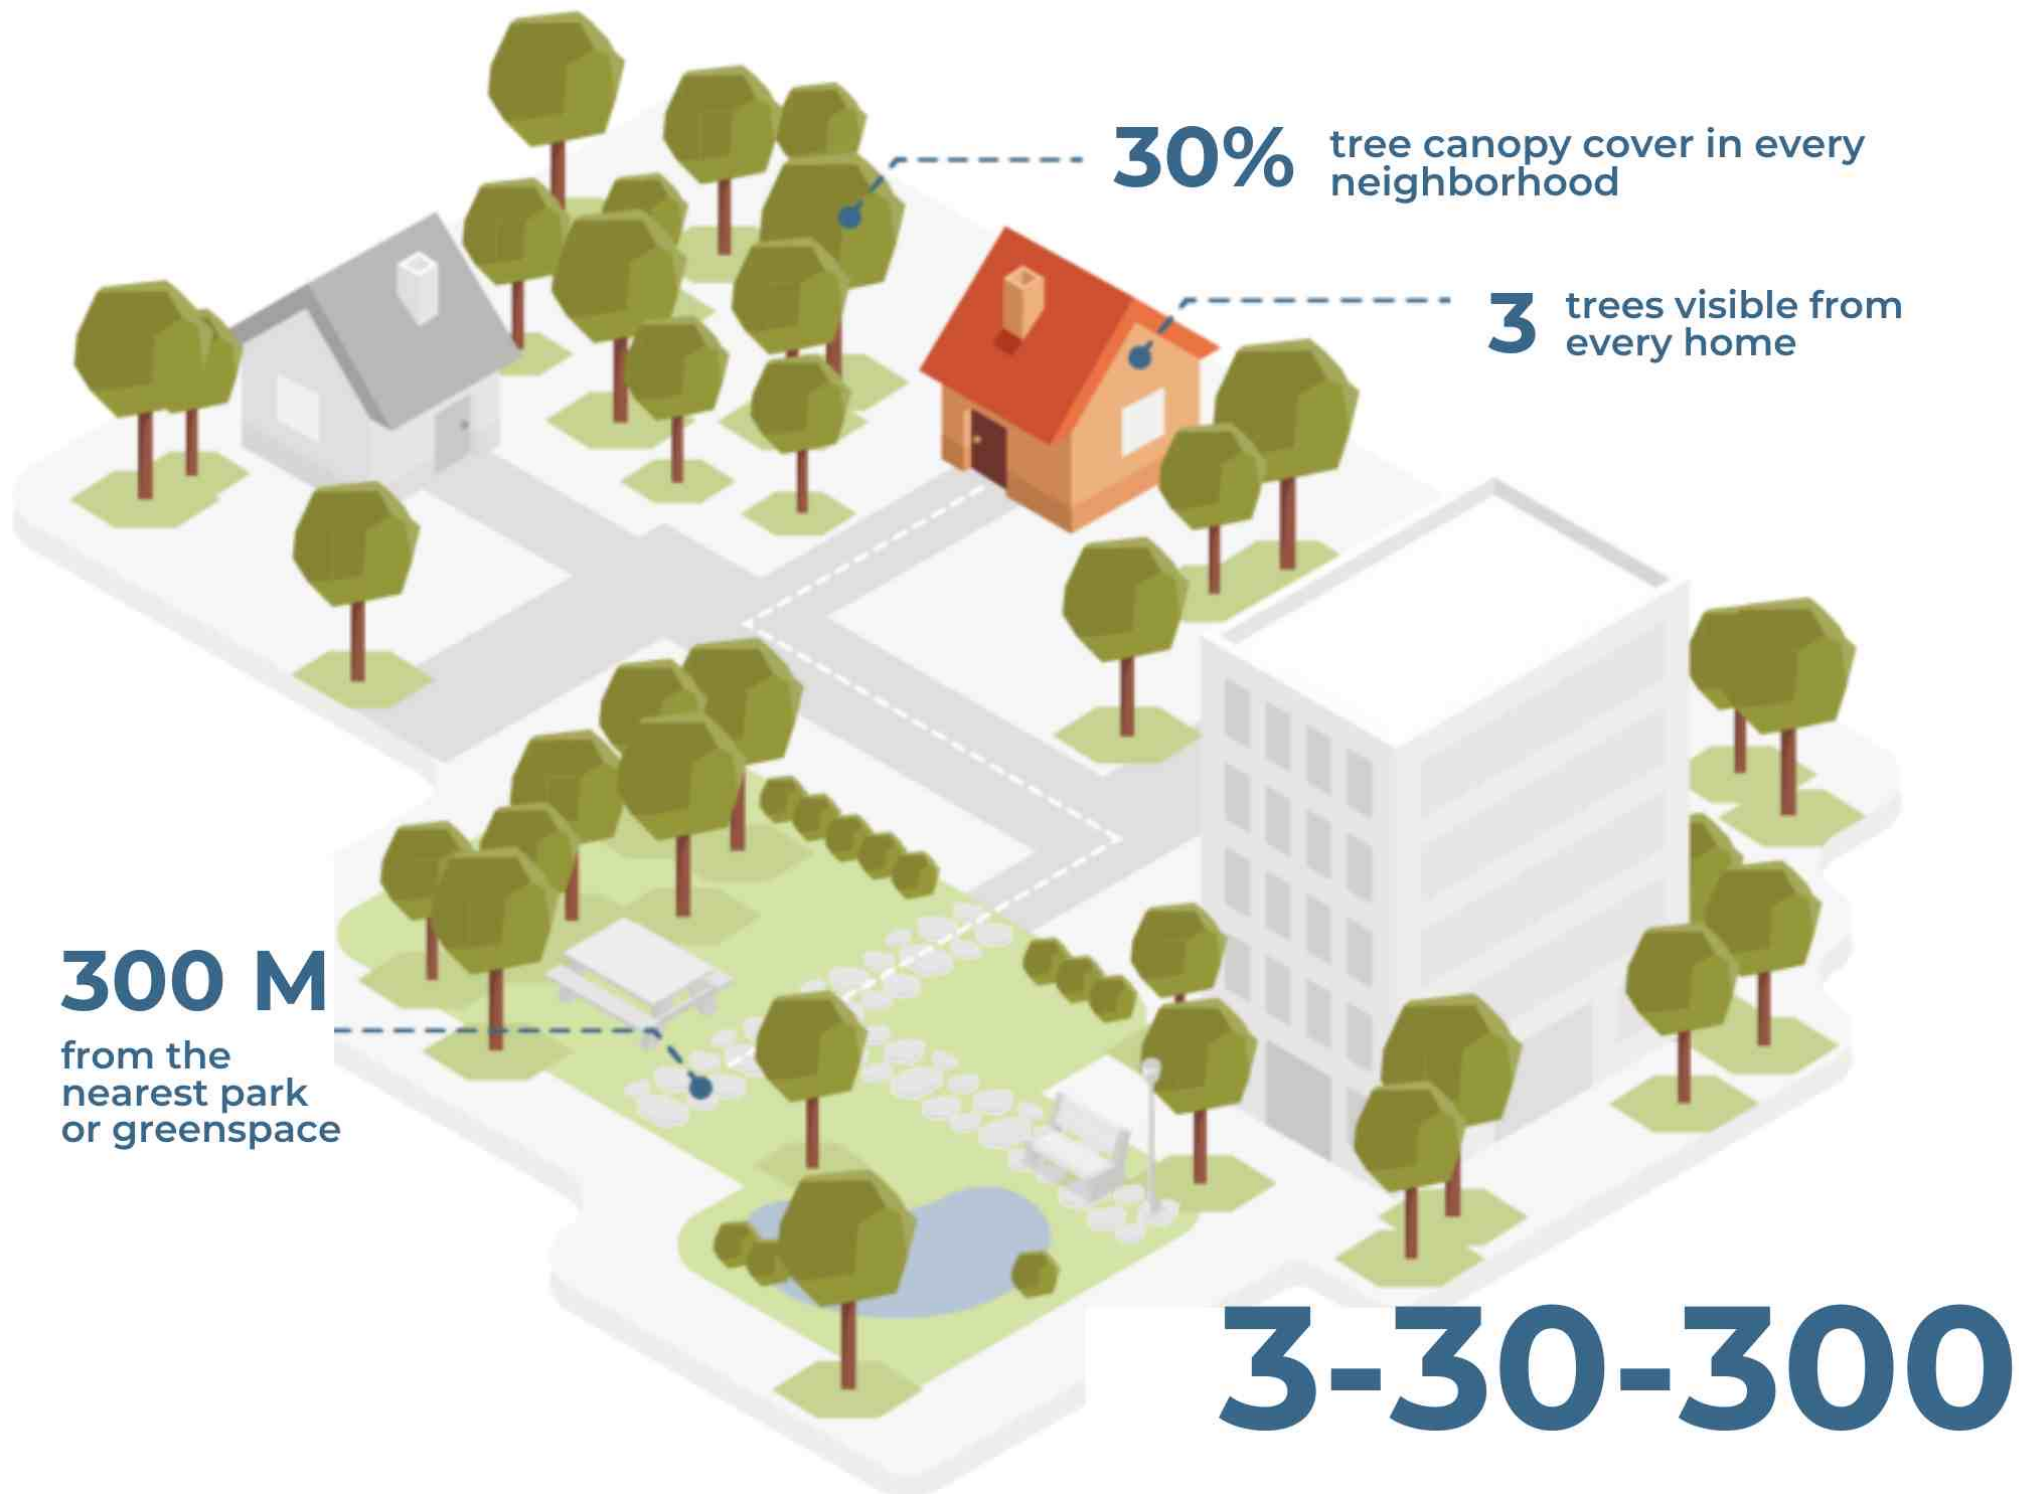 30%
tree canopy cover in every
neighborhood
3
trees visible from
every home
300 M
from the
nearest park
or greenspace
3-30-300